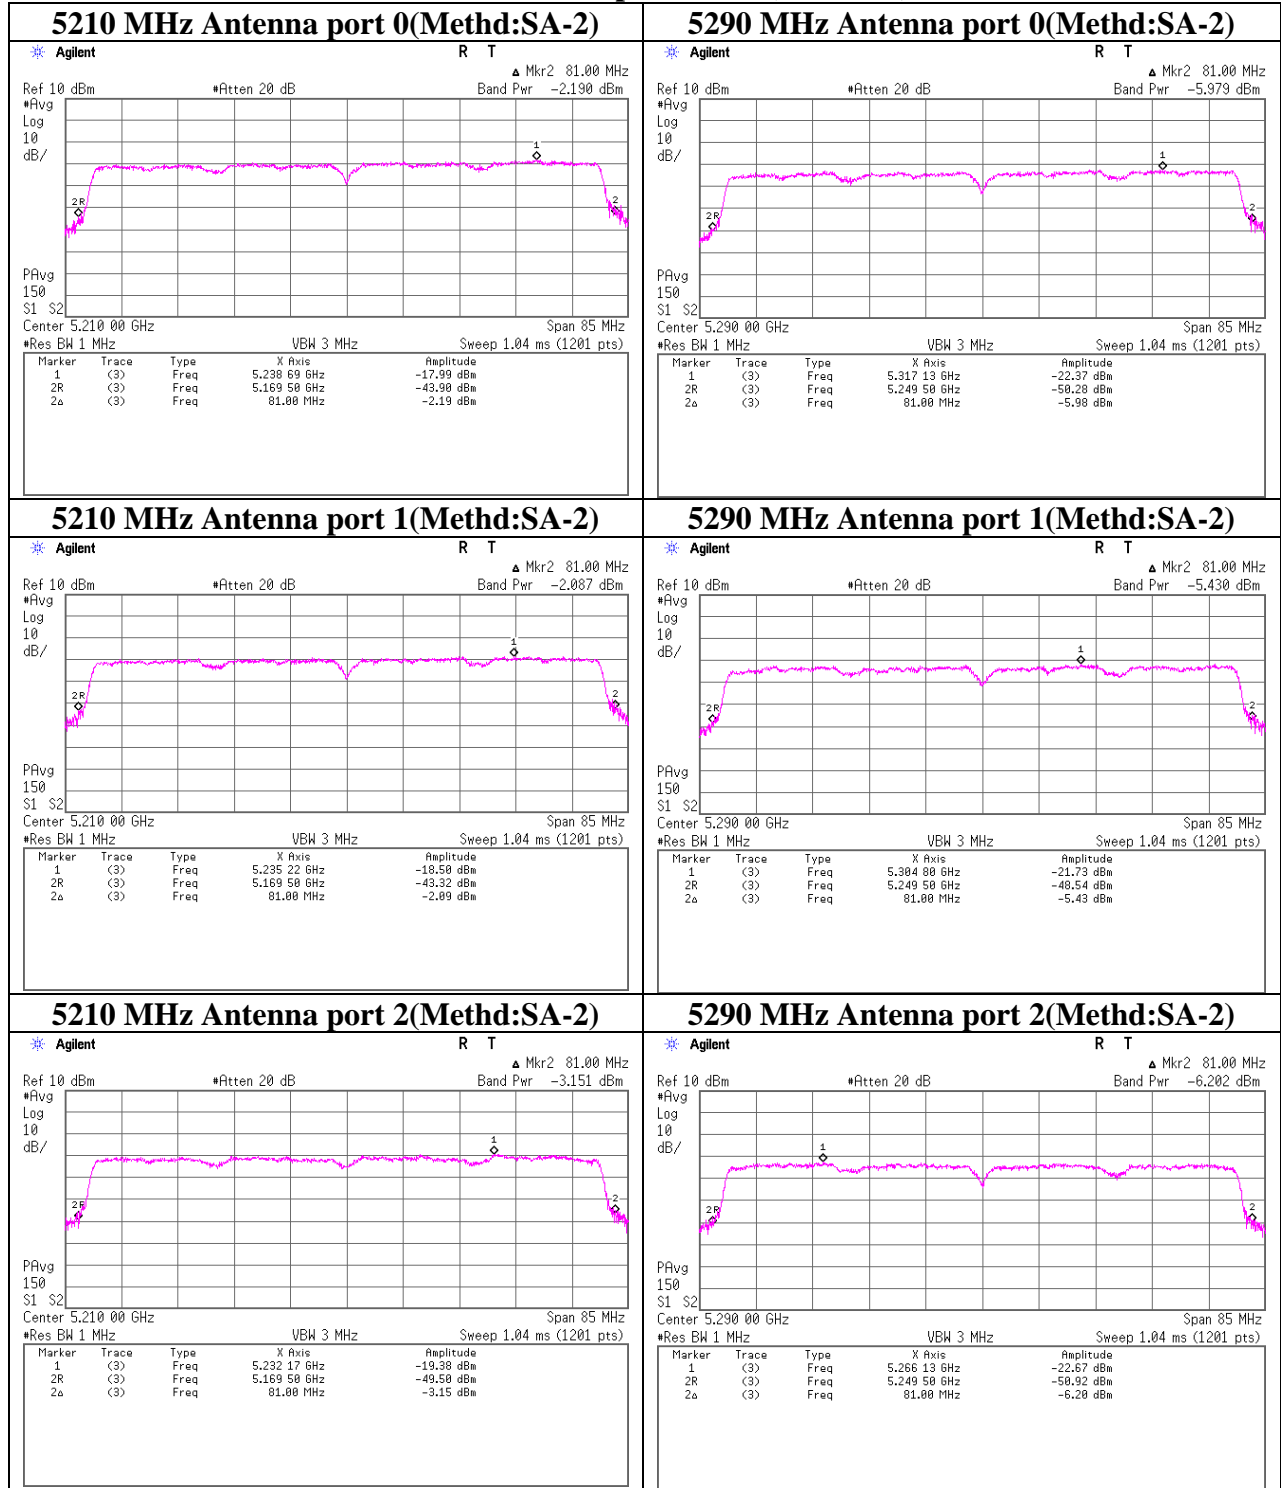 5210 MHz Antenna port 0(Methd:SA-2)
Agilent
R T
Δ Mkr2 81.00 MHz
Ref 10 dBm #Atten 20 dB Band Pwr -2.190 dBm
#Avg
Log
10
dB/
1
2R
2
PAvg
150
S1 S2
Center 5.210 00 GHz Span 85 MHz
#Res BW 1 MHz VBW 3 MHz Sweep 1.04 ms (1201 pts)
Marker Trace Type X Axis Amplitude
1 (3) Freq 5.238 69 GHz -17.99 dBm
2R (3) Freq 5.169 50 GHz -43.90 dBm
2Δ (3) Freq 81.00 MHz -2.19 dBm
5290 MHz Antenna port 0(Methd:SA-2)
Agilent
R T
Δ Mkr2 81.00 MHz
Ref 10 dBm #Atten 20 dB Band Pwr -5.979 dBm
#Avg
Log
10
dB/
1
2R
2
PAvg
150
S1 S2
Center 5.290 00 GHz Span 85 MHz
#Res BW 1 MHz VBW 3 MHz Sweep 1.04 ms (1201 pts)
Marker Trace Type X Axis Amplitude
1 (3) Freq 5.317 13 GHz -22.37 dBm
2R (3) Freq 5.249 50 GHz -50.28 dBm
2Δ (3) Freq 81.00 MHz -5.98 dBm
5210 MHz Antenna port 1(Methd:SA-2)
Agilent
R T
Δ Mkr2 81.00 MHz
Ref 10 dBm #Atten 20 dB Band Pwr -2.087 dBm
#Avg
Log
10
dB/
1
2R
2
PAvg
150
S1 S2
Center 5.210 00 GHz Span 85 MHz
#Res BW 1 MHz VBW 3 MHz Sweep 1.04 ms (1201 pts)
Marker Trace Type X Axis Amplitude
1 (3) Freq 5.235 22 GHz -18.50 dBm
2R (3) Freq 5.169 50 GHz -43.32 dBm
2Δ (3) Freq 81.00 MHz -2.09 dBm
5290 MHz Antenna port 1(Methd:SA-2)
Agilent
R T
Δ Mkr2 81.00 MHz
Ref 10 dBm #Atten 20 dB Band Pwr -5.430 dBm
#Avg
Log
10
dB/
1
2R
2
PAvg
150
S1 S2
Center 5.290 00 GHz Span 85 MHz
#Res BW 1 MHz VBW 3 MHz Sweep 1.04 ms (1201 pts)
Marker Trace Type X Axis Amplitude
1 (3) Freq 5.304 80 GHz -21.73 dBm
2R (3) Freq 5.249 50 GHz -48.54 dBm
2Δ (3) Freq 81.00 MHz -5.43 dBm
5210 MHz Antenna port 2(Methd:SA-2)
Agilent
R T
Δ Mkr2 81.00 MHz
Ref 10 dBm #Atten 20 dB Band Pwr -3.151 dBm
#Avg
Log
10
dB/
1
2R
2
PAvg
150
S1 S2
Center 5.210 00 GHz Span 85 MHz
#Res BW 1 MHz VBW 3 MHz Sweep 1.04 ms (1201 pts)
Marker Trace Type X Axis Amplitude
1 (3) Freq 5.232 17 GHz -19.38 dBm
2R (3) Freq 5.169 50 GHz -49.50 dBm
2Δ (3) Freq 81.00 MHz -3.15 dBm
5290 MHz Antenna port 2(Methd:SA-2)
Agilent
R T
Δ Mkr2 81.00 MHz
Ref 10 dBm #Atten 20 dB Band Pwr -6.202 dBm
#Avg
Log
10
dB/
1
2R
2
PAvg
150
S1 S2
Center 5.290 00 GHz Span 85 MHz
#Res BW 1 MHz VBW 3 MHz Sweep 1.04 ms (1201 pts)
Marker Trace Type X Axis Amplitude
1 (3) Freq 5.266 13 GHz -22.67 dBm
2R (3) Freq 5.249 50 GHz -50.92 dBm
2Δ (3) Freq 81.00 MHz -6.20 dBm